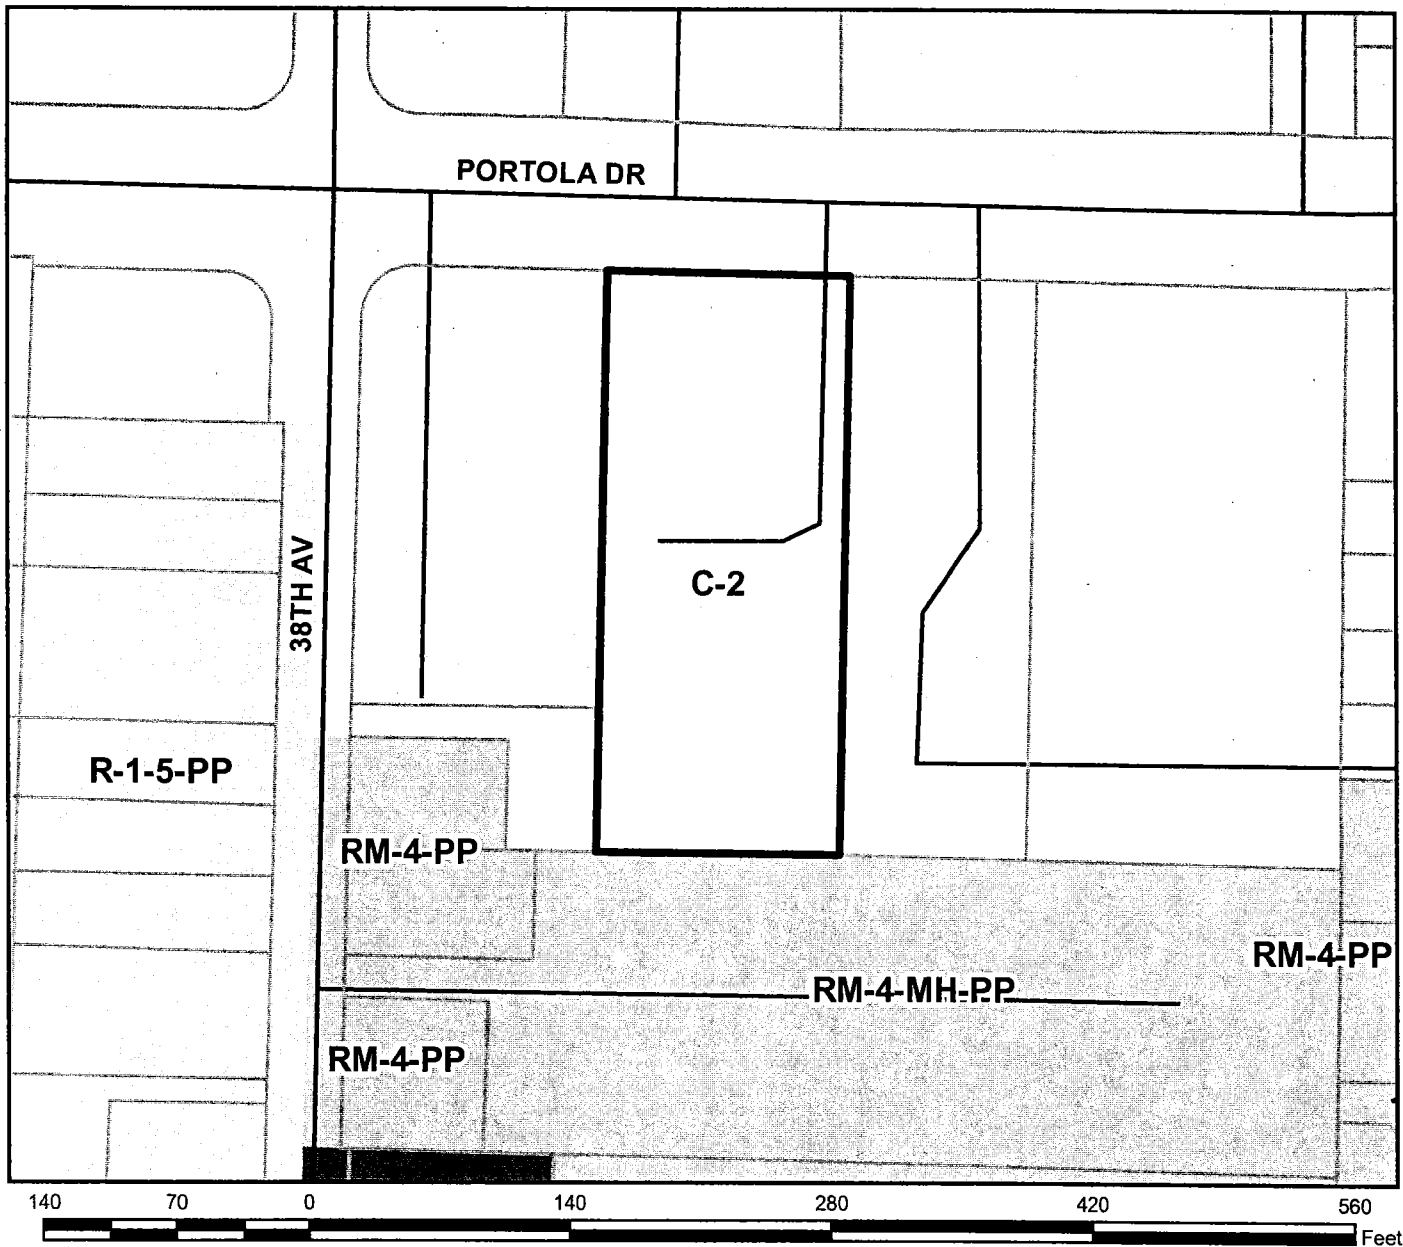 PORTOLA DR
38TH AV
C-2
R-1-5-PP
RM-4-PP
RM-4-PP
RM-4-MH-PP
RM-4-PP
140 70 0 140 280 420 560
Feet